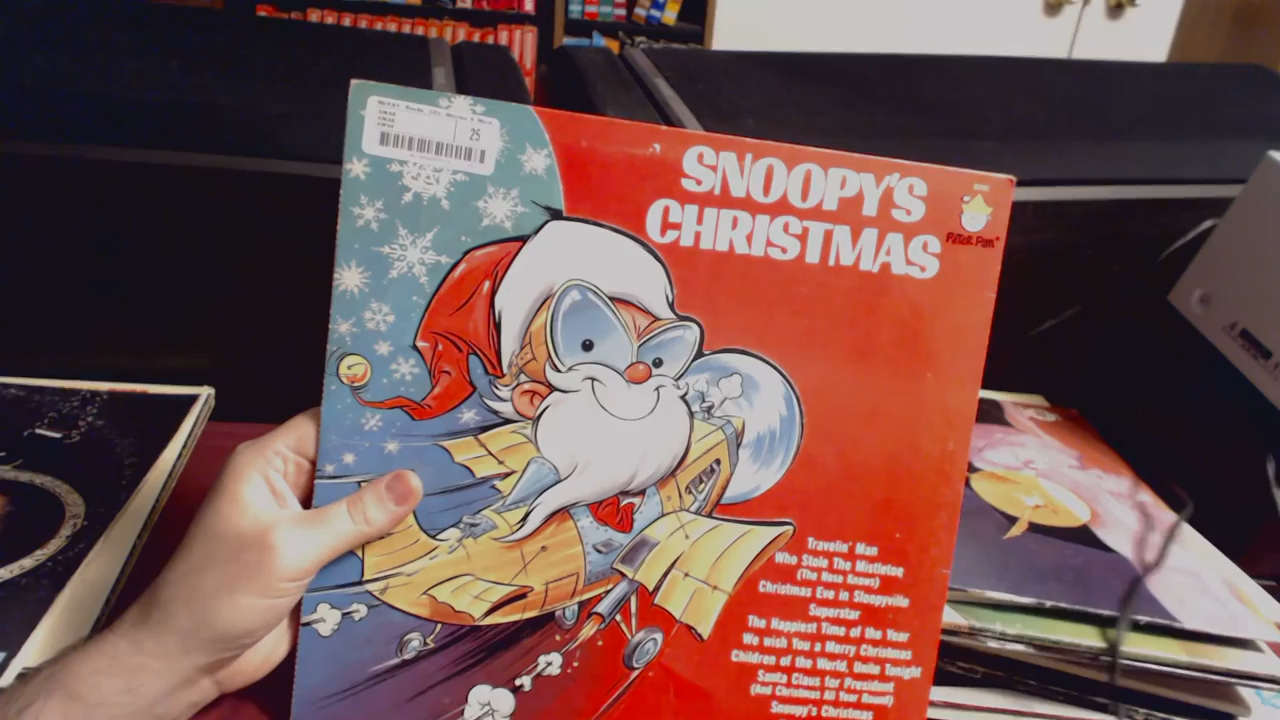 25
SNOOPY'S
CHRISTMAS
Peter Pan
Travelin' Man
Who Stole The Mistletoe
(The Nose Knows)
Christmas Eve in Sloopyville
Superstar
The Happiest Time of the Year
We wish You a Merry Christmas
Children of the World, Unite Tonight
Santa Claus for President
(And Christmas All Year Round)
Snoopy's Christmas